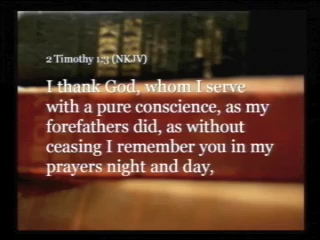 2 Timothy 1:3 (NKJV)
I thank God, whom I serve
with a pure conscience, as my
forefathers did, as without
ceasing I remember you in my
prayers night and day,